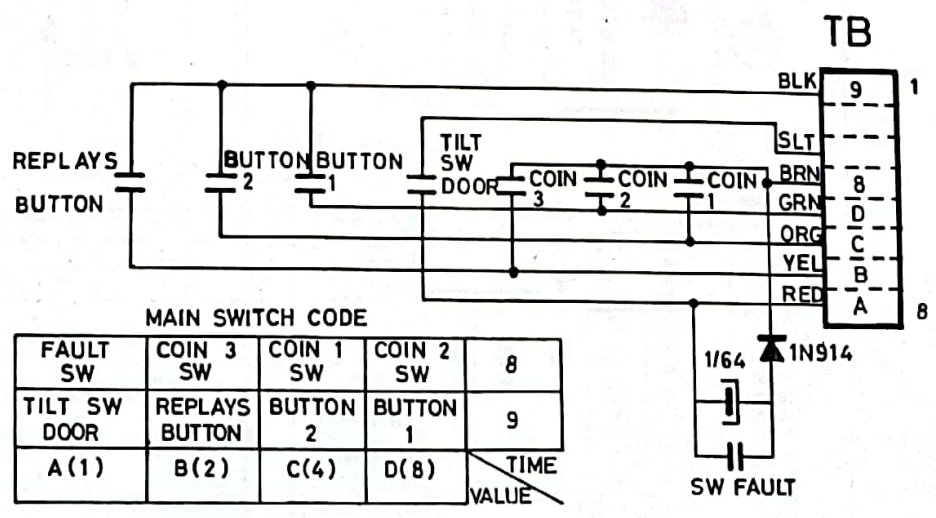 TB
BLK 9 1
SLT
REPLAYS
BUTTON
BUTTON
2
BUTTON
1
TILT
SW
DOOR
COIN
3
COIN
2
COIN
1
BRN 8
GRN D
ORG C
YEL B
RED A 8
1N914
1/64
SW FAULT
MAIN SWITCH CODE
FAULT
SW
COIN 3
SW
COIN 1
SW
COIN 2
SW
8
TILT SW
DOOR
REPLAYS
BUTTON
BUTTON
2
BUTTON
1
9
A(1)
B(2)
C(4)
D(8)
TIME
VALUE